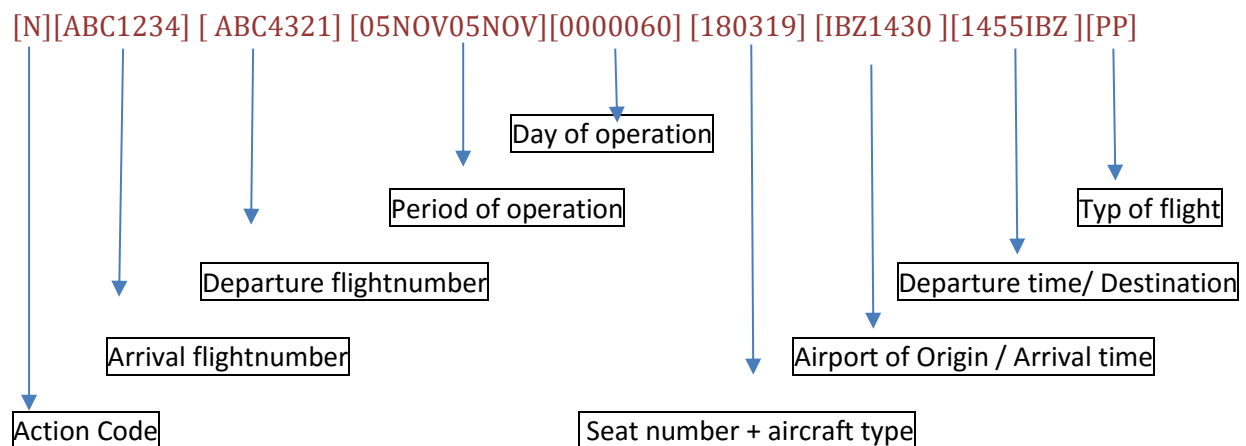 [N][ABC1234] [ ABC4321] [05NOV05NOV][0000060] [180319] [IBZ1430 ][1455IBZ ][PP]
Day of operation
Period of operation
Typ of flight
Departure flightnumber
Departure time/ Destination
Arrival flightnumber
Airport of Origin / Arrival time
Action Code
Seat number + aircraft type